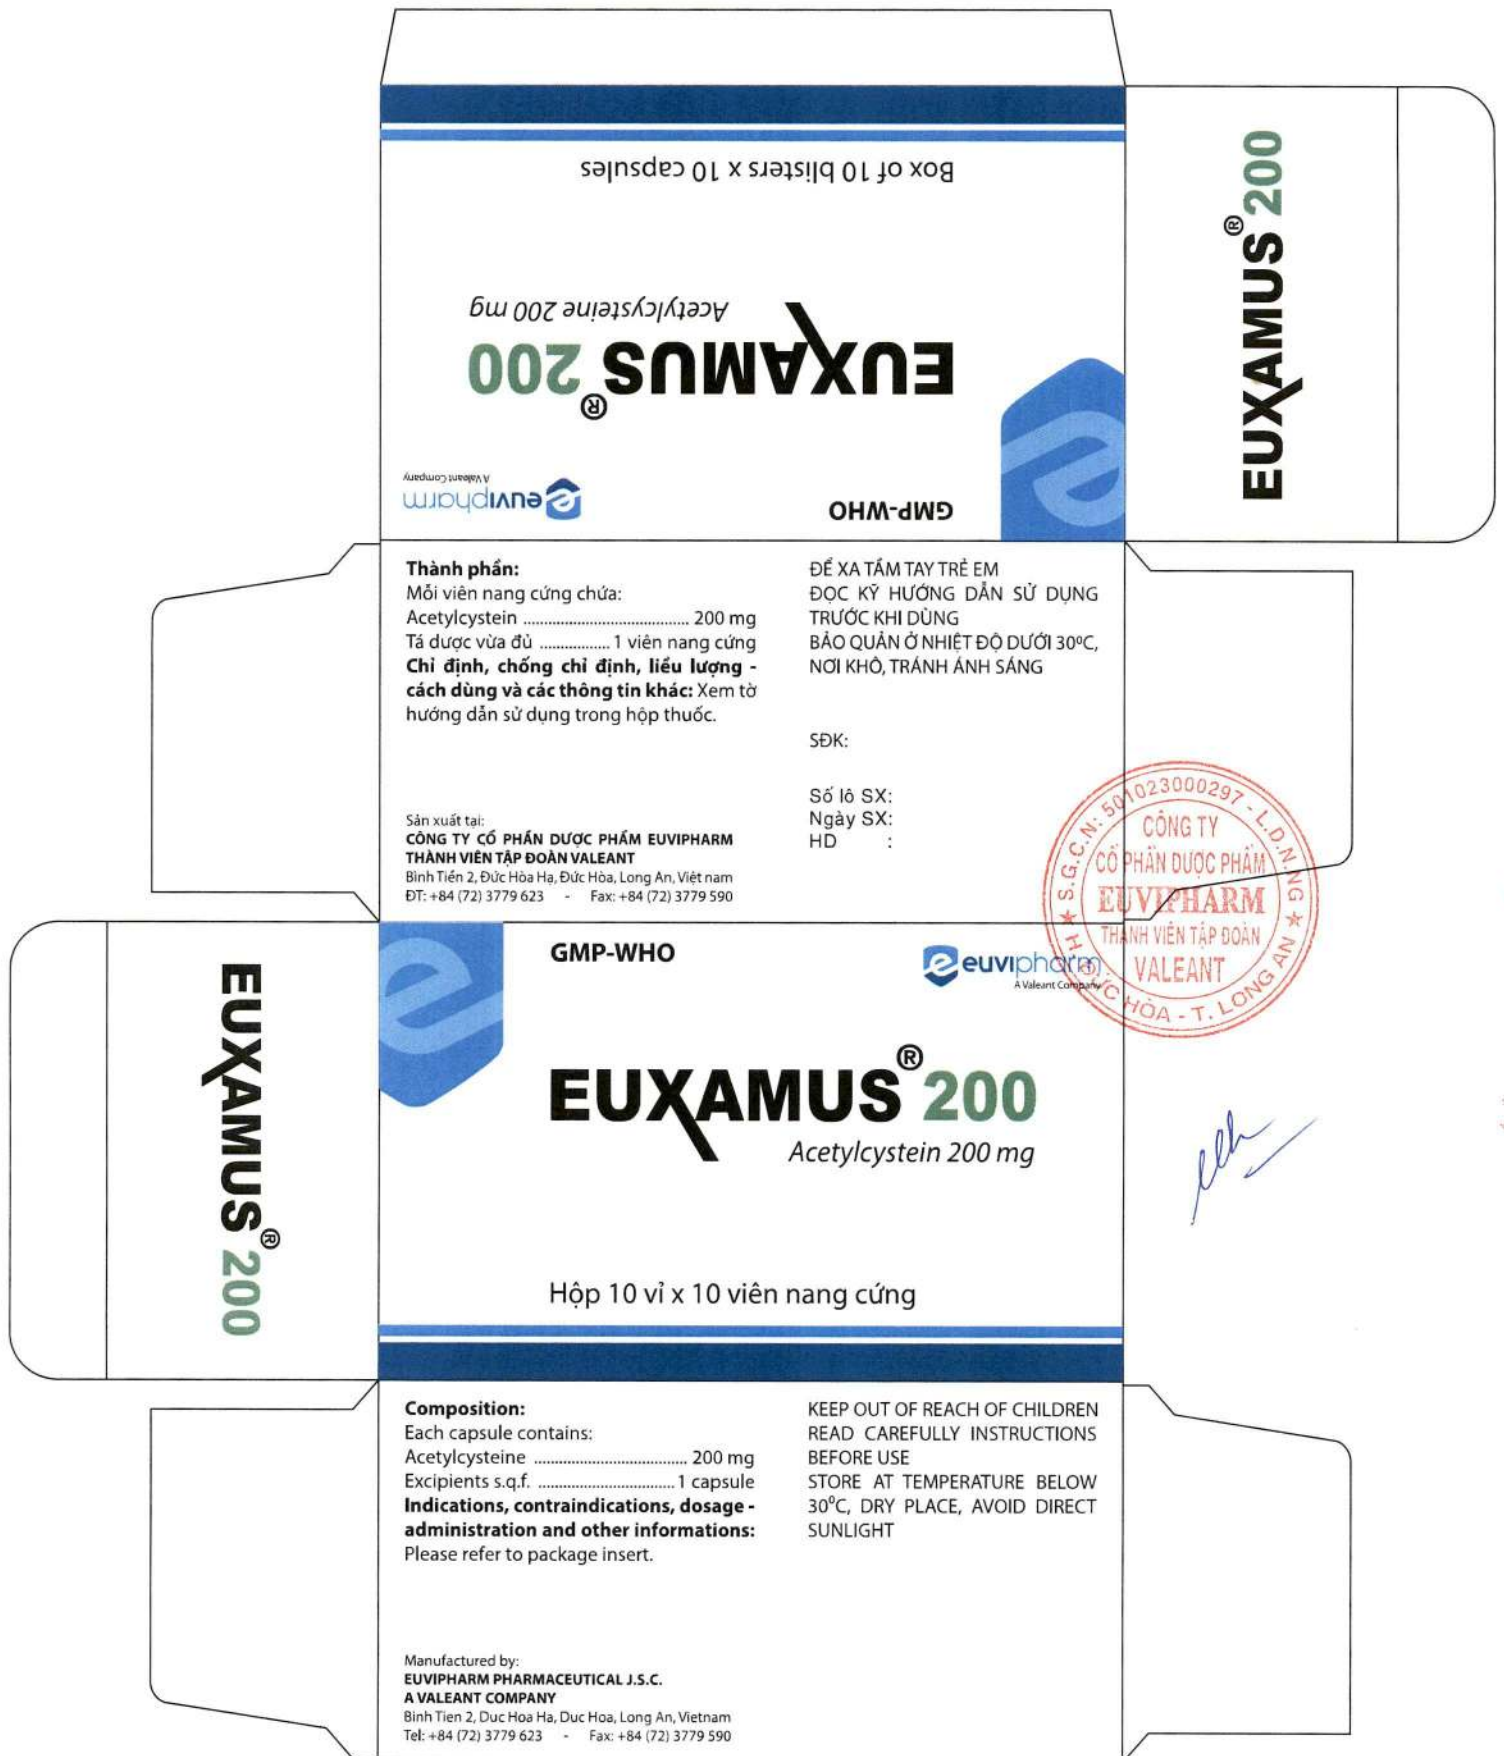 Box of 10 blisters x 10 capsules
Acetylcysteine 200 mg
EUXAMUS® 200
euvipharm
A Valeant Company
GMP-WHO
EUXAMUS® 200
Thành phần:
Mỗi viên nang cứng chứa:
Acetylcystein ........................................ 200 mg
Tá dược vừa đủ ................. 1 viên nang cứng
Chỉ định, chống chỉ định, liều lượng -
cách dùng và các thông tin khác: Xem tờ
hướng dẫn sử dụng trong hộp thuốc.
Sản xuất tại:
CÔNG TY CỔ PHẦN DƯỢC PHẨM EUVIPHARM
THÀNH VIÊN TẬP ĐOÀN VALEANT
Bình Tiền 2, Đức Hòa Hạ, Đức Hòa, Long An, Việt nam
ĐT: +84 (72) 3779 623 - Fax: +84 (72) 3779 590
ĐỂ XA TẦM TAY TRẺ EM
ĐỌC KỸ HƯỚNG DẪN SỬ DỤNG
TRƯỚC KHI DÙNG
BẢO QUẢN Ở NHIỆT ĐỘ DƯỚI 30⁰C,
NƠI KHÔ, TRÁNH ÁNH SÁNG
SĐK:
Số lô SX:
Ngày SX:
HD :
S.G.C.N: 501023000297 - L.D.N.NG
CÔNG TY
CỔ PHẦN DƯỢC PHẨM
EUVIPHARM
THÀNH VIÊN TẬP ĐOÀN
VALEANT
H. ĐỨC HÒA - T. LONG AN
EUXAMUS® 200
GMP-WHO
euvipharm
A Valeant Company
EUXAMUS® 200
Acetylcystein 200 mg
Hộp 10 vỉ x 10 viên nang cứng
Composition:
Each capsule contains:
Acetylcysteine ..................................... 200 mg
Excipients s.q.f. ................................. 1 capsule
Indications, contraindications, dosage -
administration and other informations:
Please refer to package insert.
Manufactured by:
EUVIPHARM PHARMACEUTICAL J.S.C.
A VALEANT COMPANY
Binh Tien 2, Duc Hoa Ha, Duc Hoa, Long An, Vietnam
Tel: +84 (72) 3779 623 - Fax: +84 (72) 3779 590
KEEP OUT OF REACH OF CHILDREN
READ CAREFULLY INSTRUCTIONS
BEFORE USE
STORE AT TEMPERATURE BELOW
30⁰C, DRY PLACE, AVOID DIRECT
SUNLIGHT